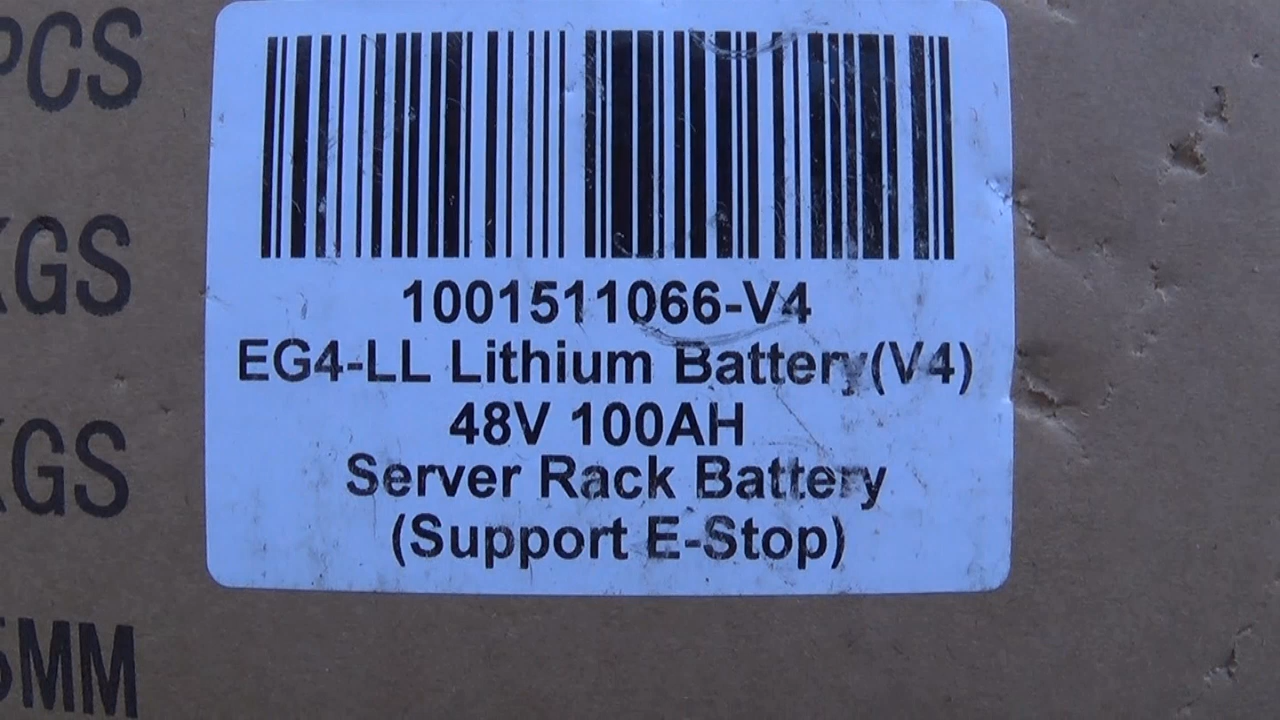 PCS
KGS
KGS
5MM
1001511066-V4
EG4-LL Lithium Battery(V4)
48V 100AH
Server Rack Battery
(Support E-Stop)